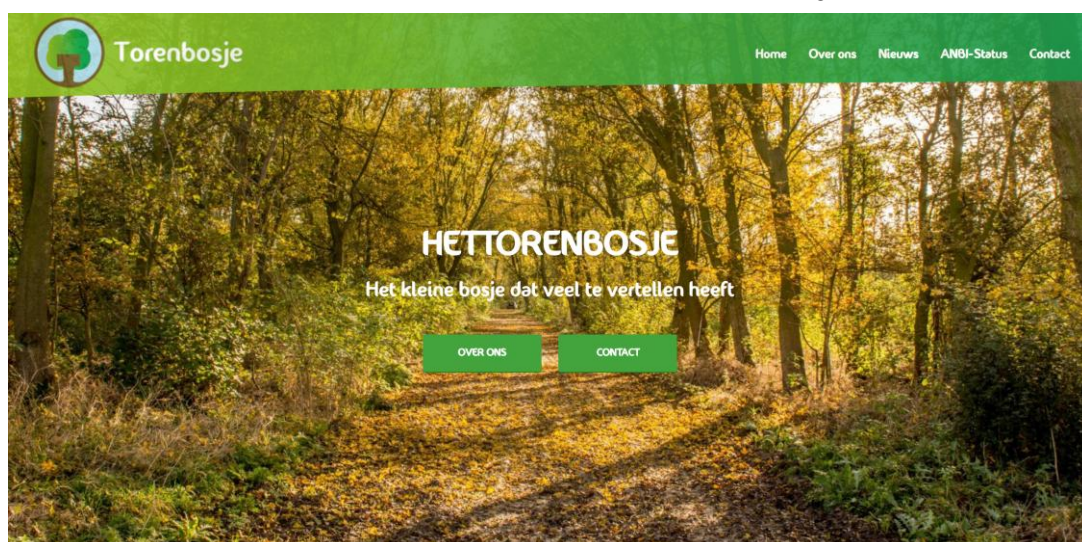 Torenbosje
Home Over ons Nieuws ANBI-Status Contact
HETTORENBOSJE
Het kleine bosje dat veel te vertellen heeft
OVER ONS CONTACT